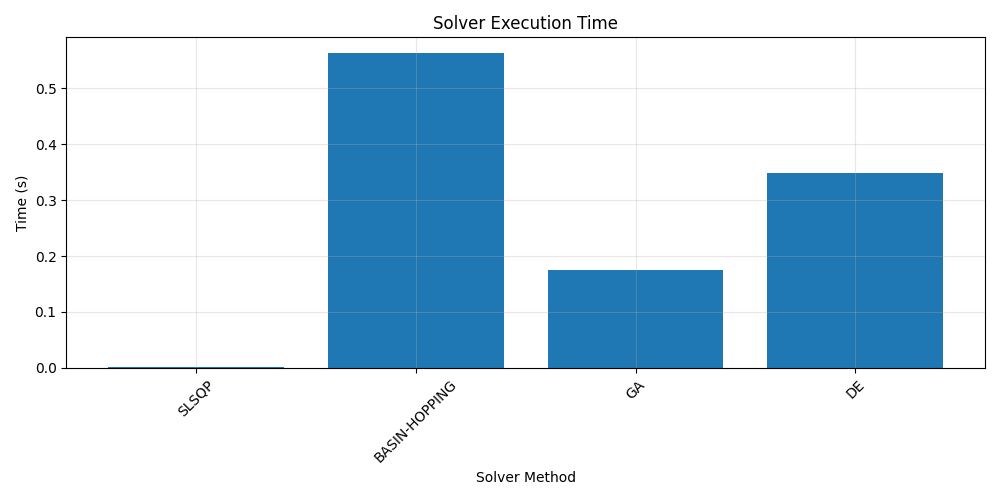 Solver Execution Time
Time (s)
0.5
0.4
0.3
0.2
0.1
0.0
SLSQP
BASIN-HOPPING
GA
DE
Solver Method